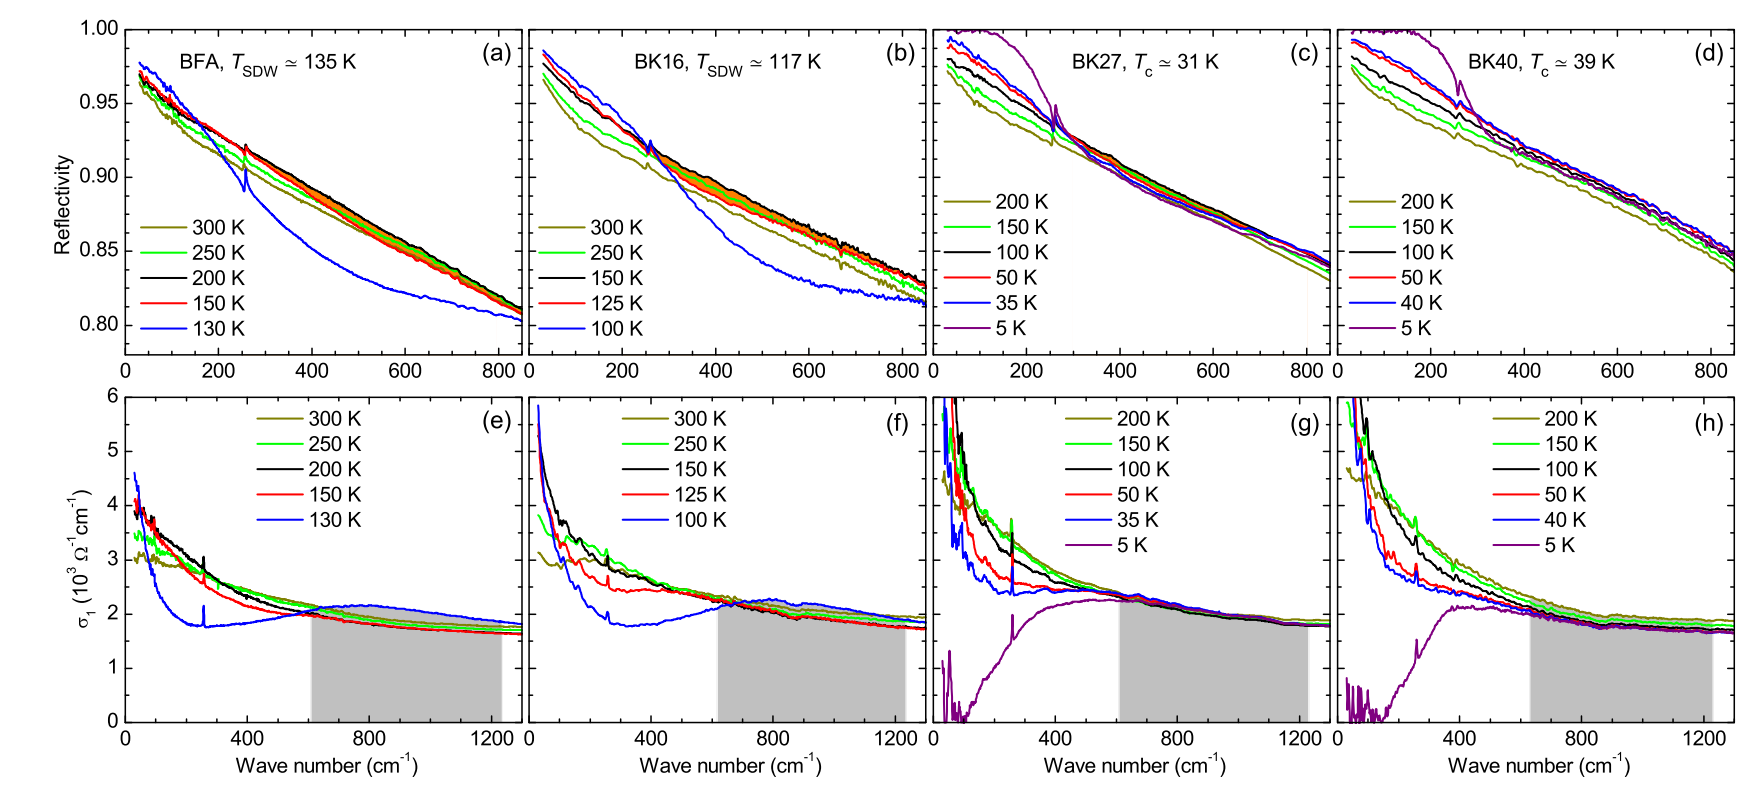 Reflectivity
1.00
0.95
0.90
0.85
0.80
BFA, TSDW ≃ 135 K
(a)
300 K
250 K
200 K
150 K
130 K
0 200 400 600 800
BK16, TSDW ≃ 117 K
(b)
300 K
250 K
150 K
125 K
100 K
0 200 400 600 800
BK27, Tc ≃ 31 K
(c)
200 K
150 K
100 K
50 K
35 K
5 K
0 200 400 600 800
BK40, Tc ≃ 39 K
(d)
200 K
150 K
100 K
50 K
40 K
5 K
0 200 400 600 800
σ1 (10³ Ω⁻¹cm⁻¹)
6
5
4
3
2
1
0
(e)
300 K
250 K
200 K
150 K
130 K
0 400 800 1200
Wave number (cm⁻¹)
(f)
300 K
250 K
150 K
125 K
100 K
0 400 800 1200
Wave number (cm⁻¹)
(g)
200 K
150 K
100 K
50 K
35 K
5 K
0 400 800 1200
Wave number (cm⁻¹)
(h)
200 K
150 K
100 K
50 K
40 K
5 K
0 400 800 1200
Wave number (cm⁻¹)